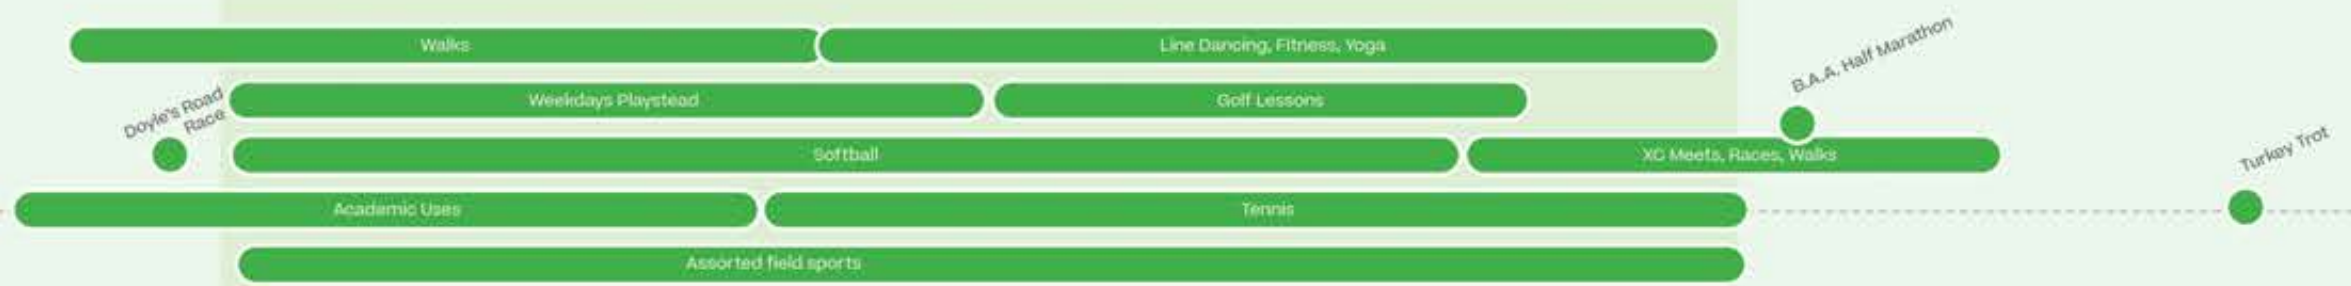 Walks
Line Dancing, Fitness, Yoga
B.A.A. Half Marathon
Doyle's Road
Race
Weekdays Playstead
Golf Lessons
Softball
XC Meets, Races, Walks
Turkey Trot
Academic Uses
Tennis
Assorted field sports